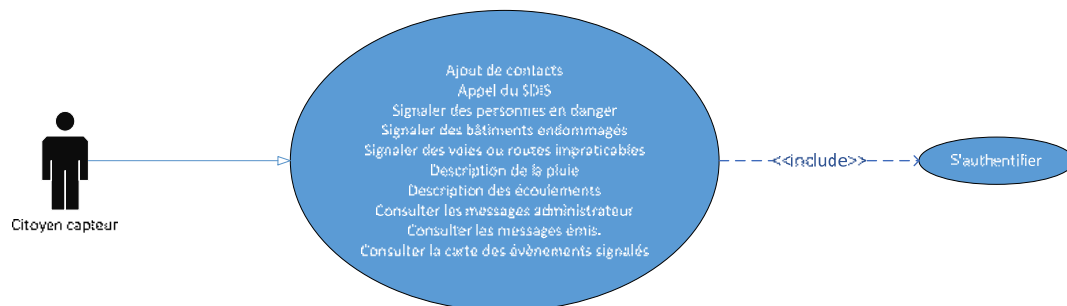 Ajout de contacts
Appel du SDIS
Signaler des personnes en danger
Signaler des bâtiments endommagés
Signaler des voies ou routes impraticables
Description de la pluie
Description des écoulements
Consulter les messages administrateur
Consulter les messages émis.
Consulter la carte des évènements signalés
<<include>>
S'authentifier
Citoyen capteur